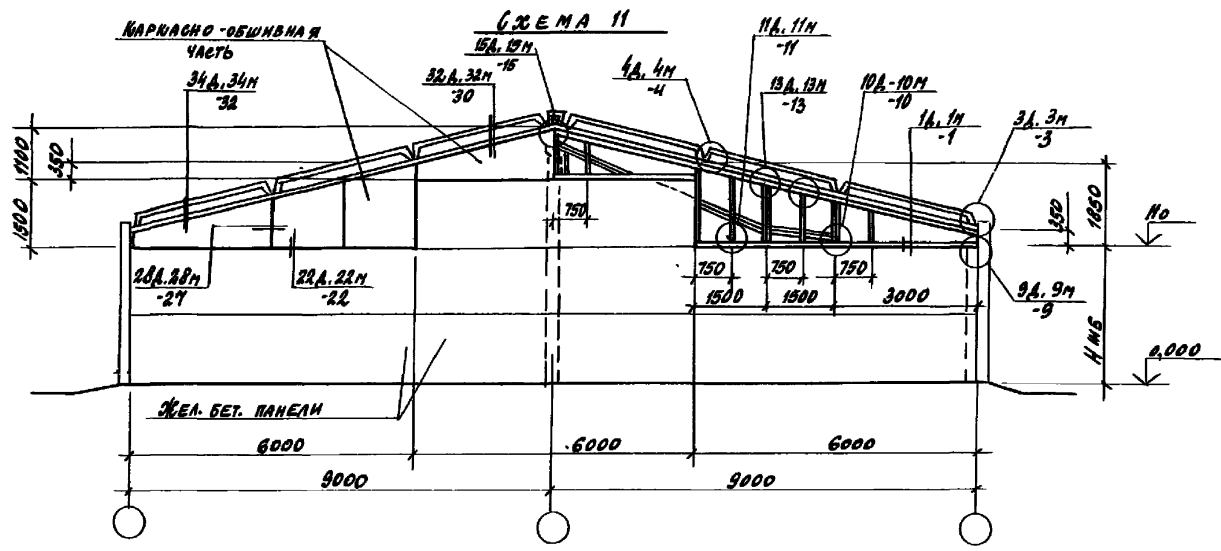 СХЕМА 11
КАРКАСНО-ОБШИВНАЯ
ЧАСТЬ
34Д, 34М
-32
32Д, 32М
-30
15Д, 15М
-15
4Д, 4М
-4
11Д, 11М
-11
13Д, 13М
-13
10Д-10М
-10
1Д, 1М
-1
3Д, 3М
-3
1100
350
1500
750
350
1850
Но
28Д, 28М
-27
22Д, 22М
-22
750
750
750
1500
1500
3000
9Д, 9М
-9
Н шб
0,000
ЖЕЛ. БЕТ. ПАНЕЛИ
6000
6000
6000
9000
9000